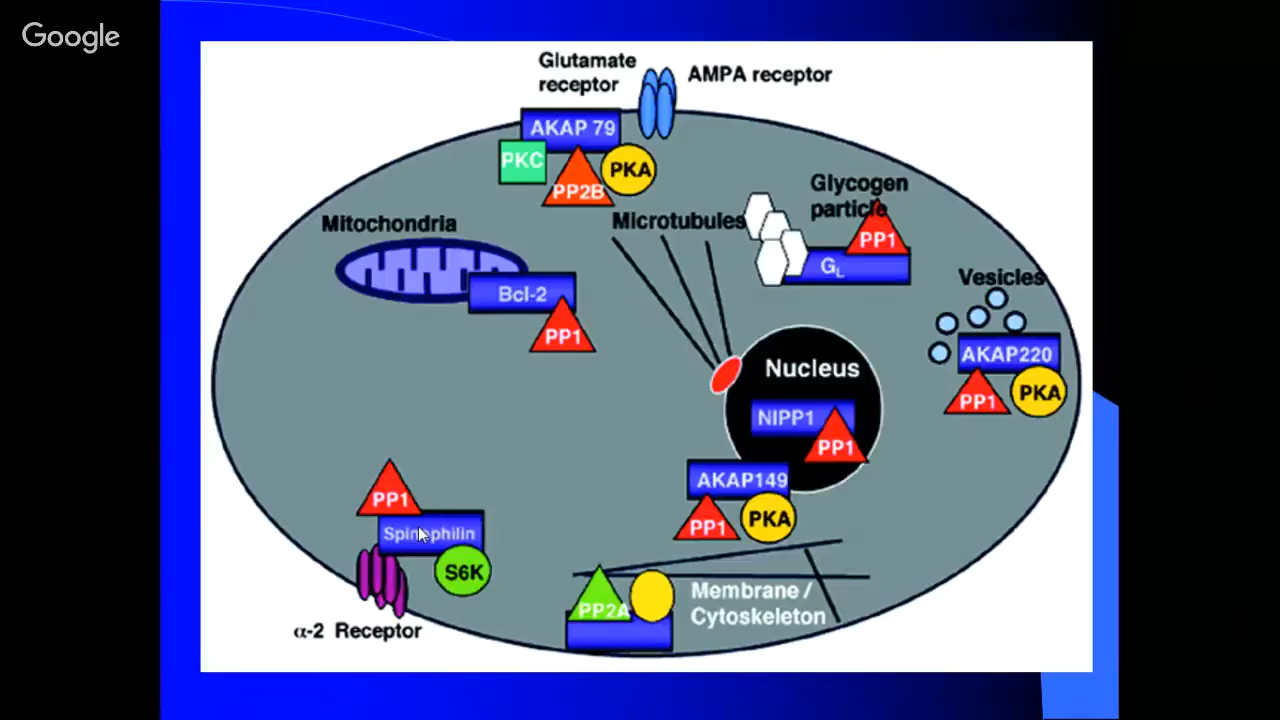 Google
Glutamate
receptor
AMPA receptor
AKAP 79
PKC
PP2B
PKA
Mitochondria
Bcl-2
PP1
Microtubules
Glycogen
particle
PP1
GL
Vesicles
AKAP220
PP1
PKA
Nucleus
NIPP1
PP1
AKAP149
PP1
PKA
PP1
Spinophilin
S6K
α-2 Receptor
PP2A
Membrane /
Cytoskeleton